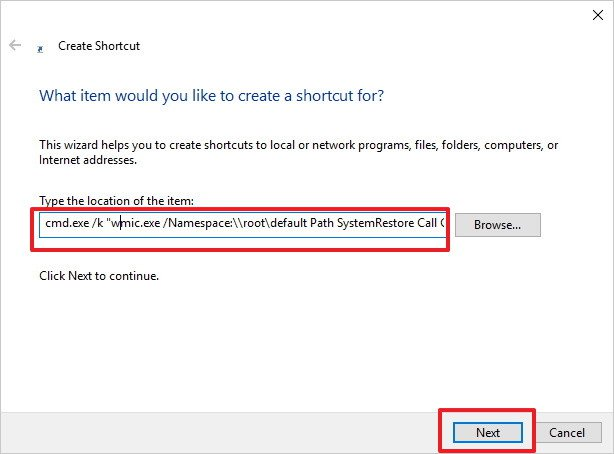 Create Shortcut
What item would you like to create a shortcut for?
This wizard helps you to create shortcuts to local or network programs, files, folders, computers, or
Internet addresses.
Type the location of the item:
cmd.exe /k "wmic.exe /Namespace:\\root\default Path SystemRestore Call
Browse...
Click Next to continue.
Next
Cancel